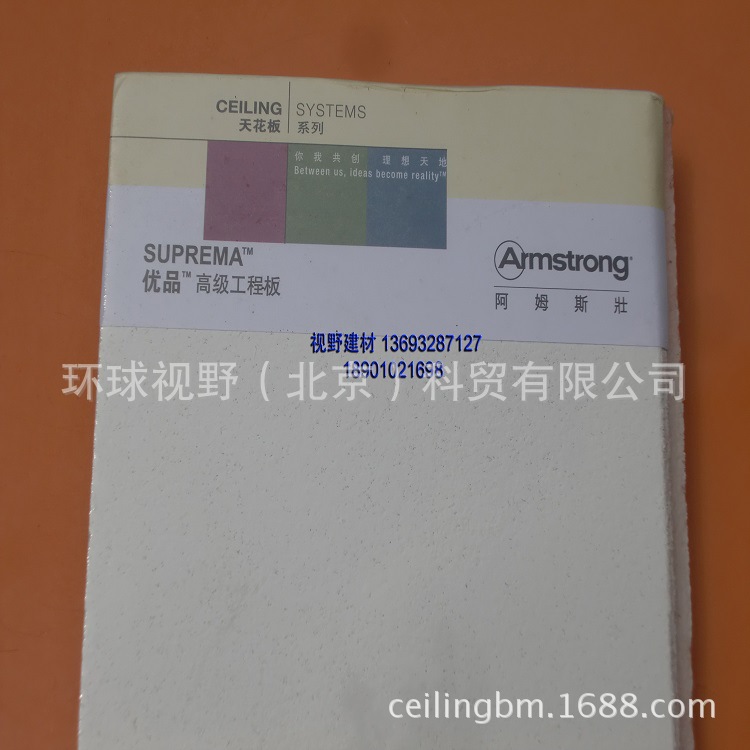 CEILING SYSTEMS
天花板 系列
你我共创 理想天地
Between us, ideas become reality™
SUPREMA™
优品™高级工程板
Armstrong®
阿姆斯壯
视野建材 13693287127
18901021698
环球视野（北京）科贸有限公司
ceilingbm.1688.com